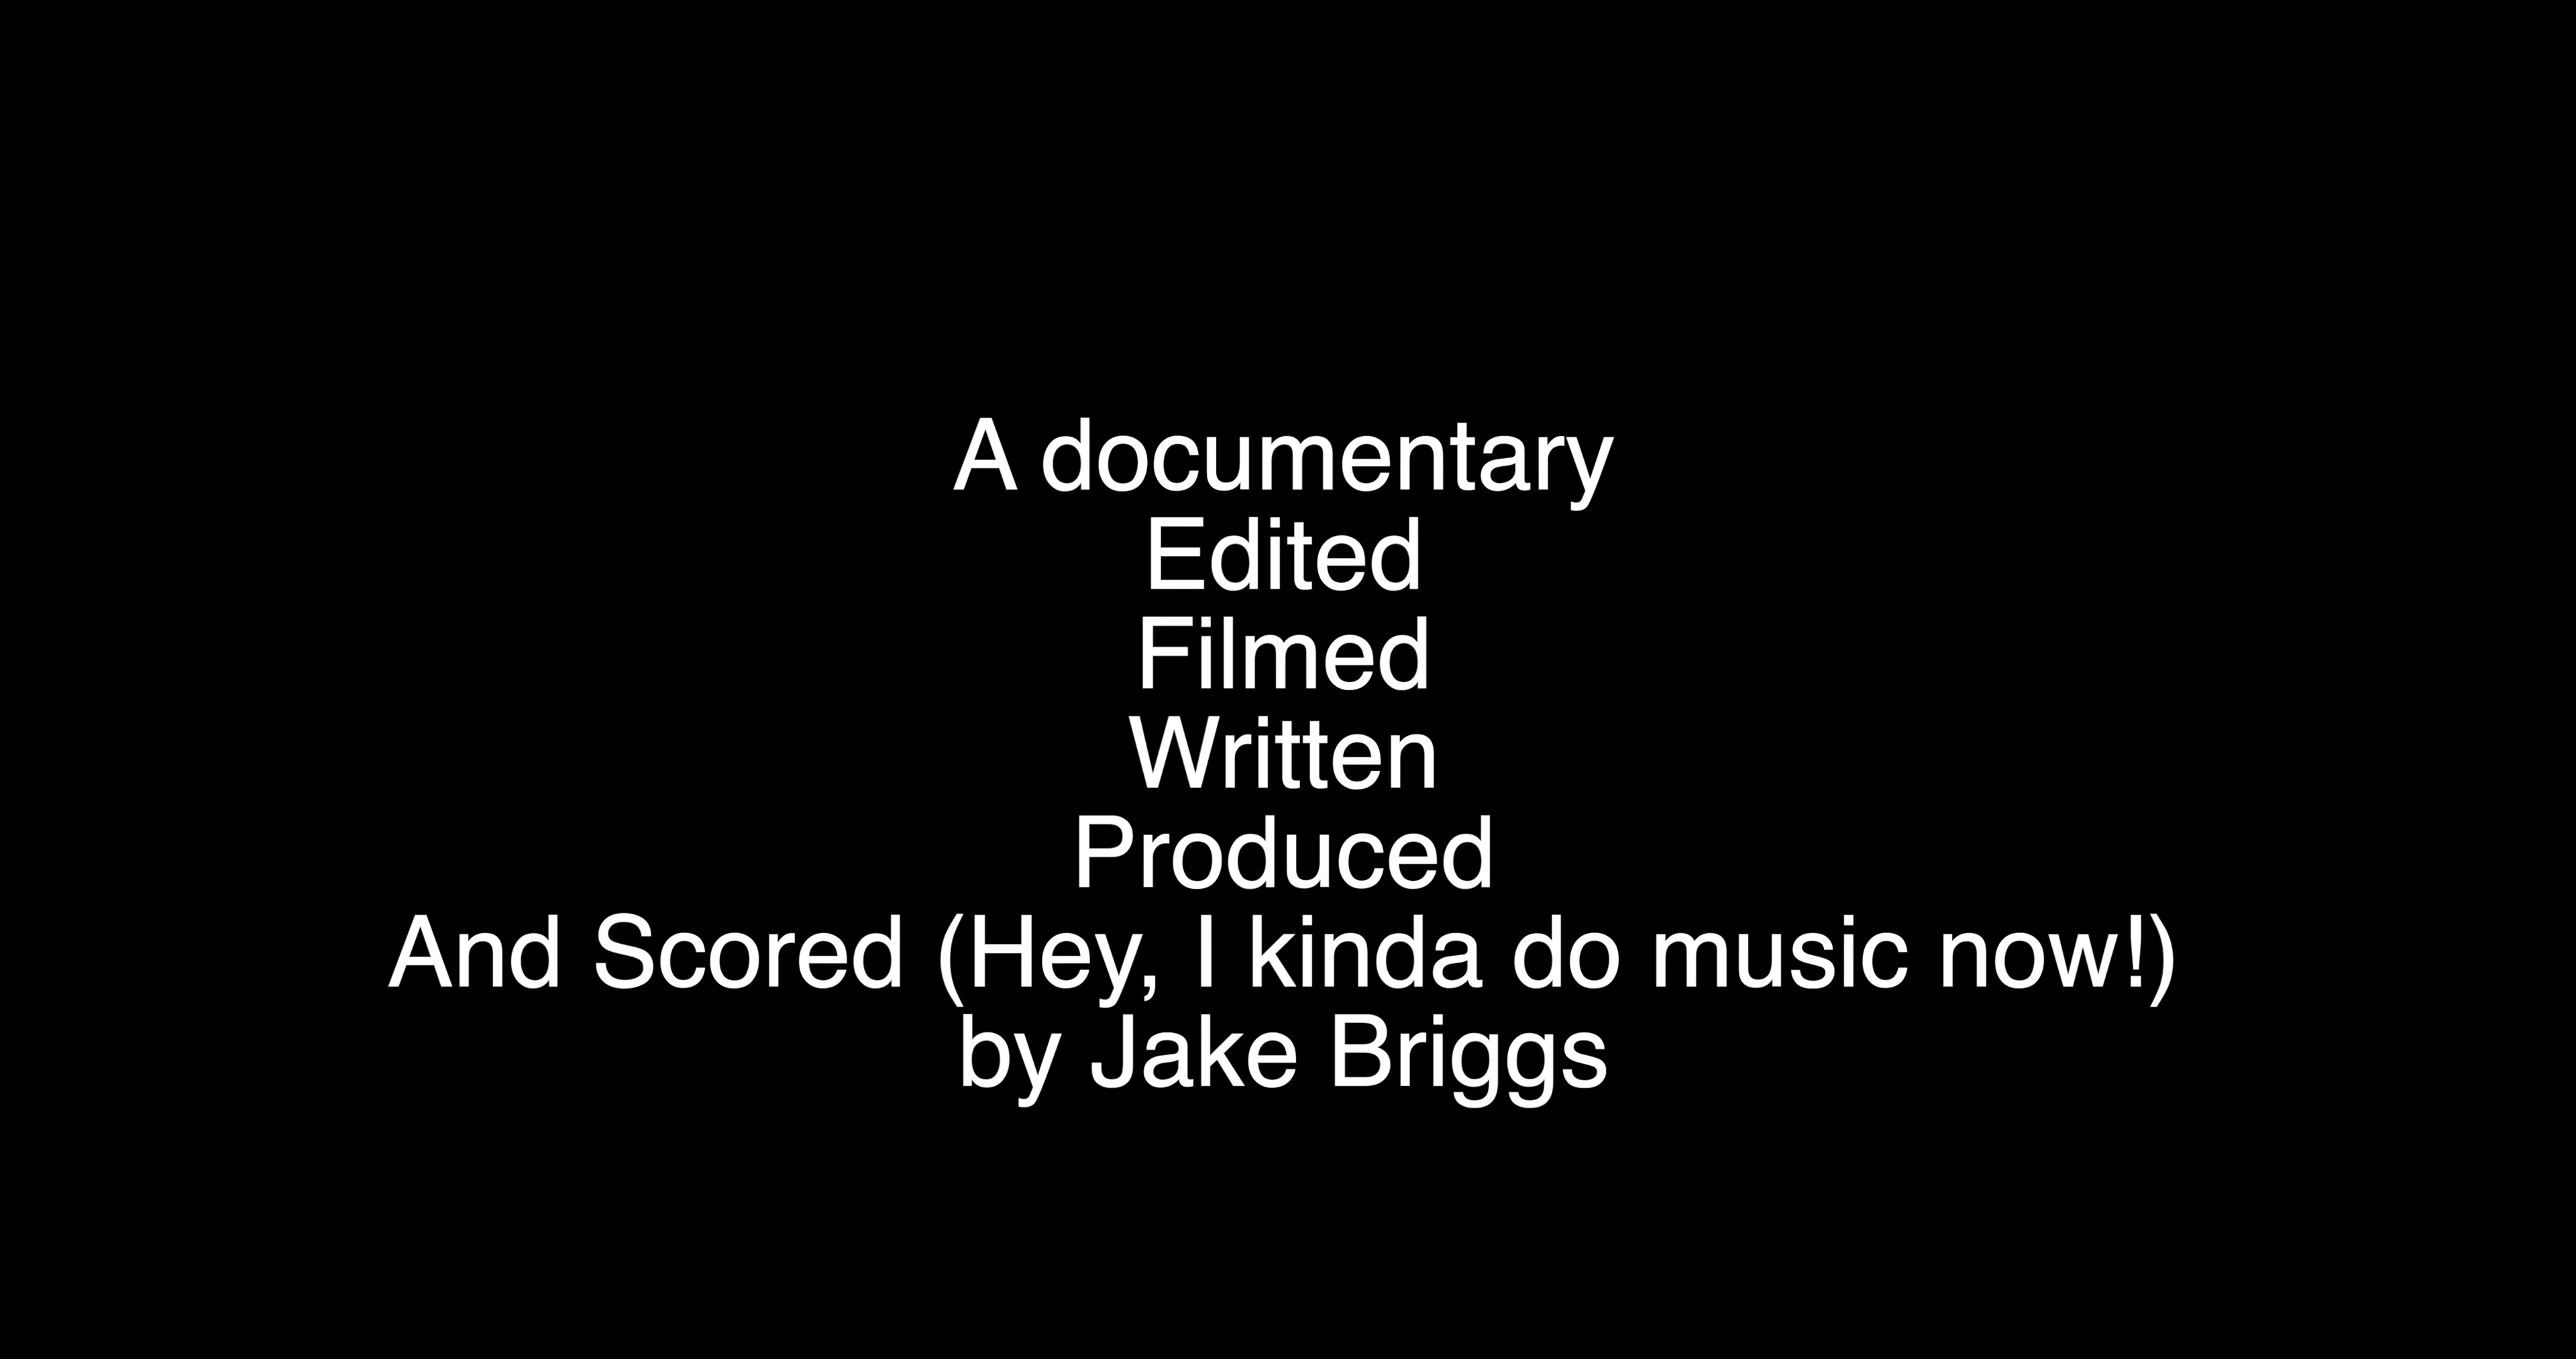 A documentary
Edited
Filmed
Written
Produced
And Scored (Hey, I kinda do music now!)
by Jake Briggs